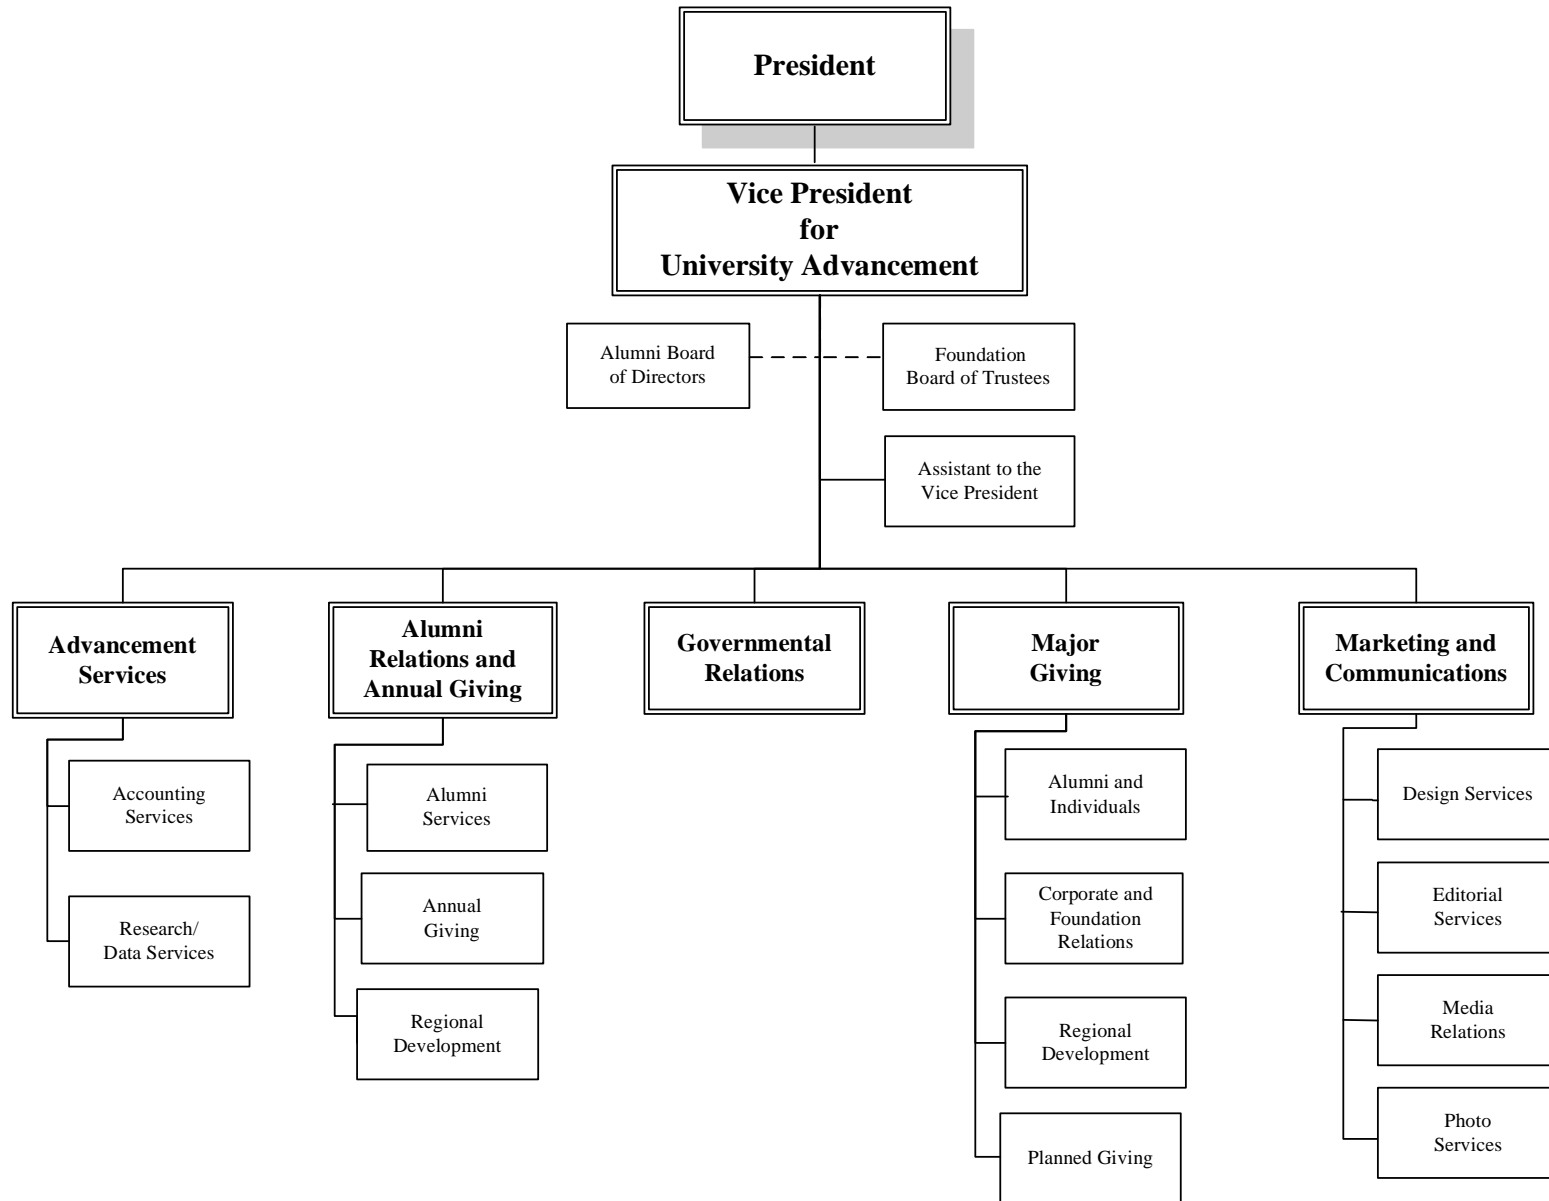 President
Vice President
for
University Advancement
Alumni Board
of Directors
Foundation
Board of Trustees
Assistant to the
Vice President
Advancement
Services
Alumni
Relations and
Annual Giving
Governmental
Relations
Major
Giving
Marketing and
Communications
Accounting
Services
Research/
Data Services
Alumni
Services
Annual
Giving
Regional
Development
Alumni and
Individuals
Corporate and
Foundation
Relations
Regional
Development
Planned Giving
Design Services
Editorial
Services
Media
Relations
Photo
Services